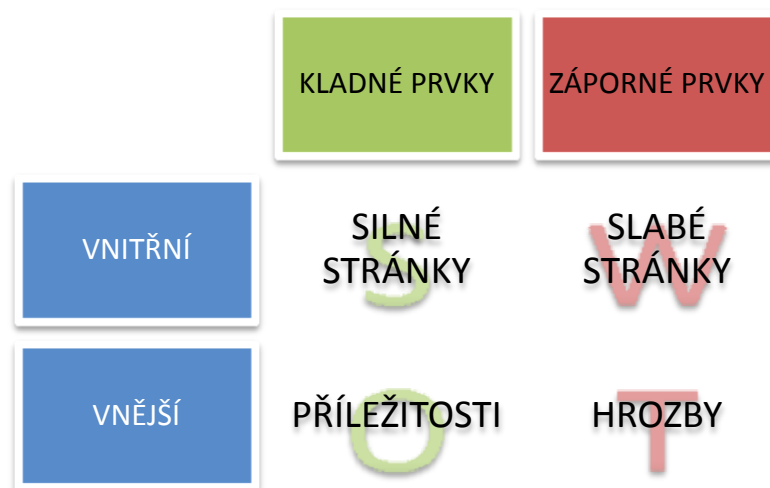 KLADNÉ PRVKY
ZÁPORNÉ PRVKY
VNITŘNÍ
S
SILNÉ
STRÁNKY
W
SLABÉ
STRÁNKY
VNĚJŠÍ
O
PŘÍLEŽITOSTI
T
HROZBY